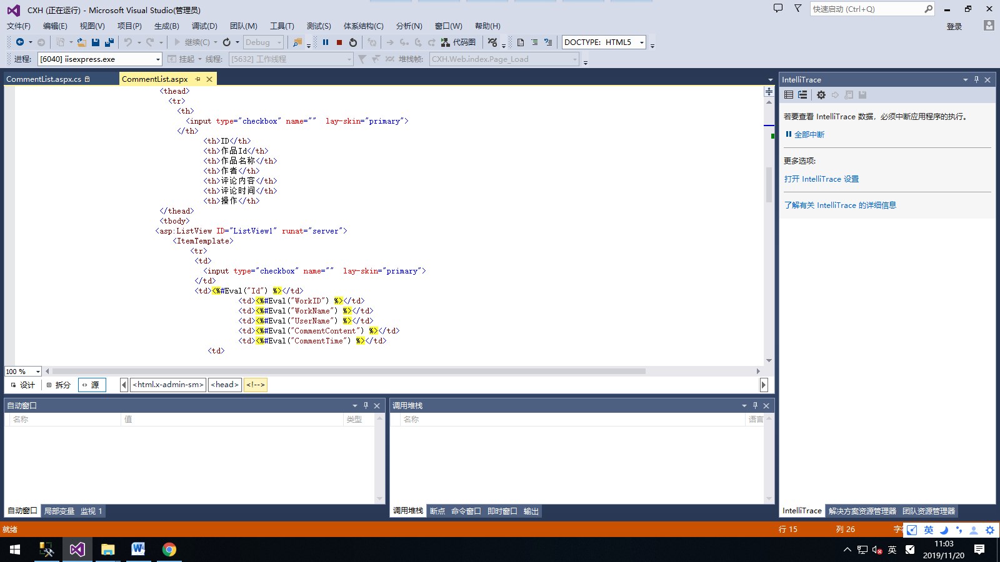 CXH (正在运行) - Microsoft Visual Studio(管理员)
快速启动 (Ctrl+Q)
文件(F) 编辑(E) 视图(V) 项目(P) 生成(B) 调试(D) 团队(M) 工具(T) 测试(S) 体系结构(C) 分析(N) 窗口(W) 帮助(H)
登录
继续(C) Debug 代码图 DOCTYPE: HTML5
进程: [6040] iisexpress.exe 挂起 线程: [5632] 工作线程 堆栈帧: CXH.Web.index.Page_Load
CommentList.aspx.cs CommentList.aspx
<thead>
<tr>
<th>
<input type="checkbox" name=""  lay-skin="primary">
</th>
<th>ID</th>
<th>作品Id</th>
<th>作品名称</th>
<th>作者</th>
<th>评论内容</th>
<th>评论时间</th>
<th>操作</th>
</thead>
<tbody>
<asp:ListView ID="ListView1" runat="server">
<ItemTemplate>
<tr>
<td>
<input type="checkbox" name=""  lay-skin="primary">
</td>
<td><%#Eval("Id") %></td>
<td><%#Eval("WorkID") %></td>
<td><%#Eval("WorkName") %></td>
<td><%#Eval("UserName") %></td>
<td><%#Eval("CommentContent") %></td>
<td><%#Eval("CommentTime") %></td>
<td>
100 %
设计 拆分 源 <html.x-admin-sm> <head> <!-->
IntelliTrace
若要查看 IntelliTrace 数据，必须中断应用程序的执行。
全部中断
更多选项:
打开 IntelliTrace 设置
了解有关 IntelliTrace 的详细信息
自动窗口
名称 值 类型
调用堆栈
名称 语言
自动窗口 局部变量 监视 1
调用堆栈 断点 命令窗口 即时窗口 输出
IntelliTrace 解决方案资源管理器 团队资源管理器
就绪 行 15 列 26
英
英
11:03
2019/11/20